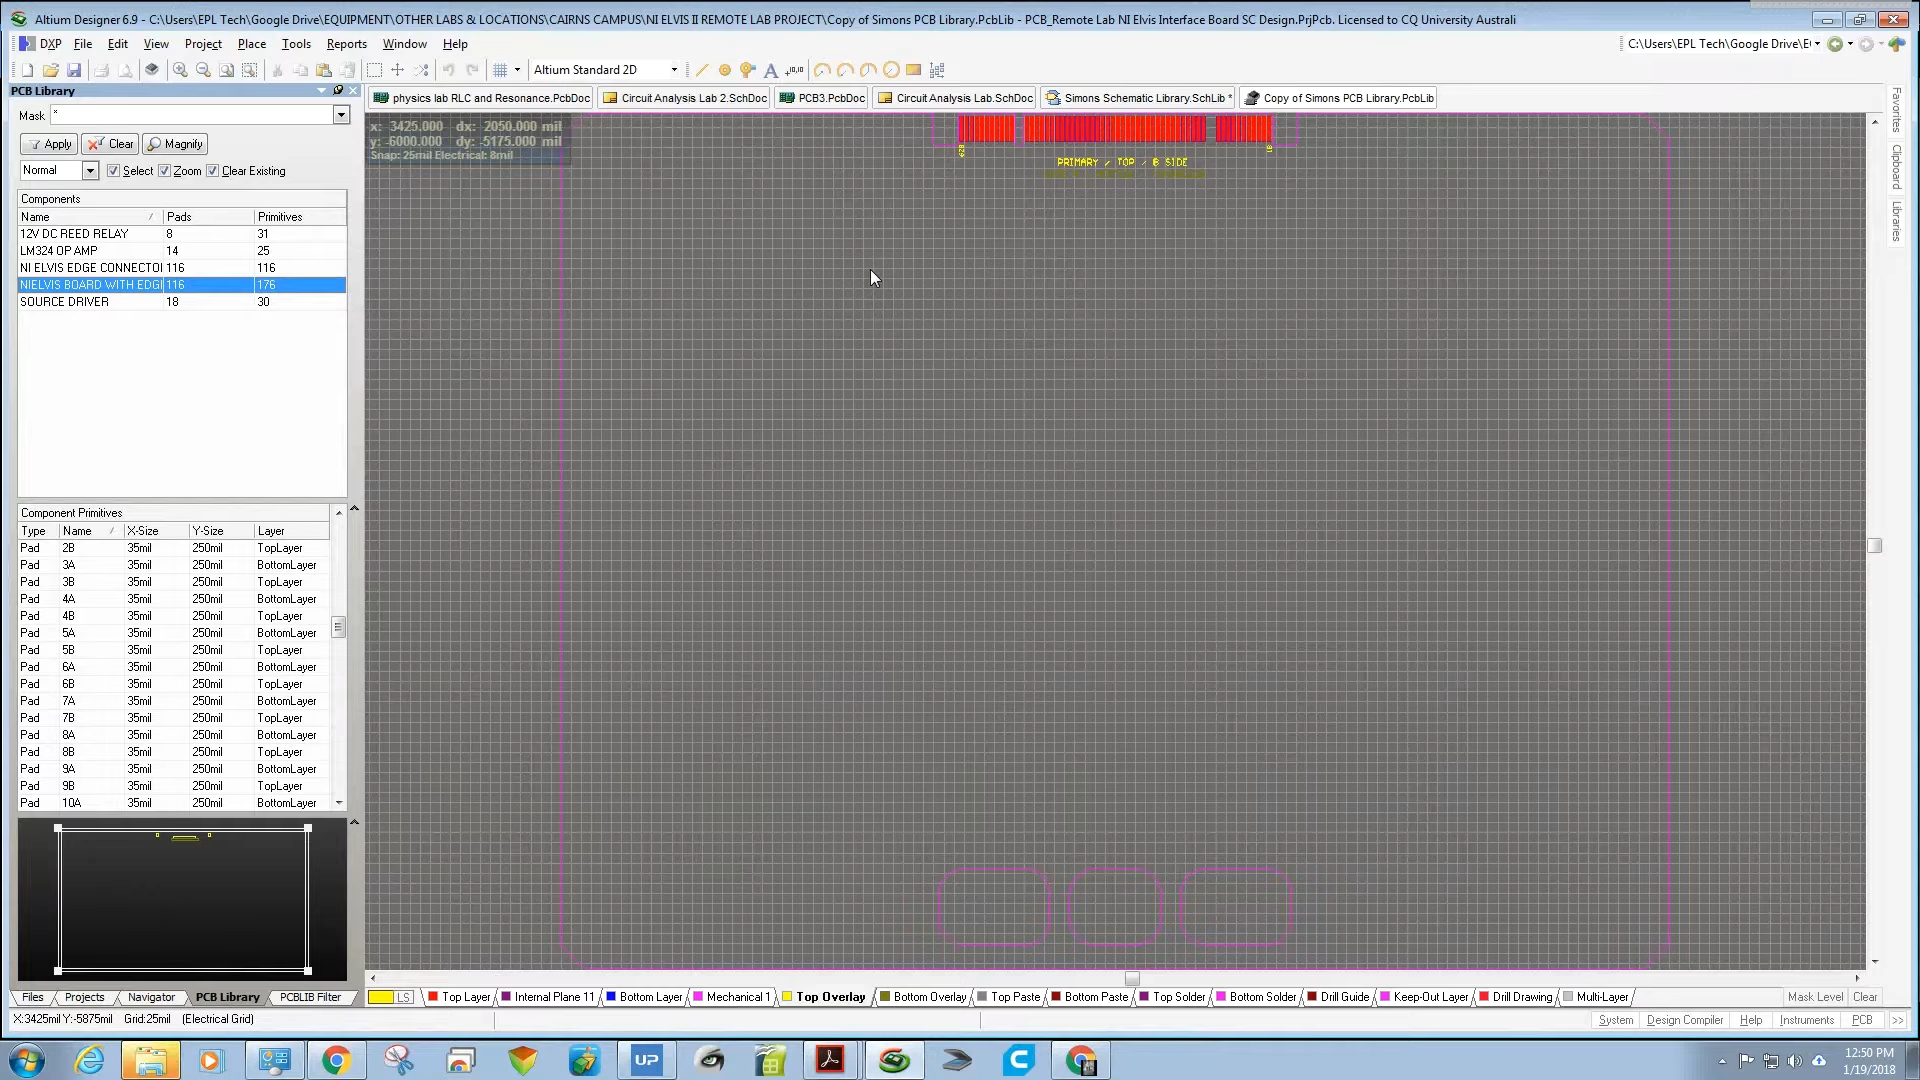 Altium Designer 6.9 - C:\Users\EPL Tech\Google Drive\EQUIPMENT\OTHER LABS & LOCATIONS\CAIRNS CAMPUS\NI ELVIS II REMOTE LAB PROJECT\Copy of Simons PCB Library.PcbLib - PCB_Remote Lab NI Elvis Interface Board SC Design.PrjPcb. Licensed to CQ University Australi
DXP File Edit View Project Place Tools Reports Window Help
C:\Users\EPL Tech\Google Drive\E
Altium Standard 2D
PCB Library
physics lab RLC and Resonance.PcbDoc Circuit Analysis Lab 2.SchDoc PCB3.PcbDoc Circuit Analysis Lab.SchDoc Simons Schematic Library.SchLib * Copy of Simons PCB Library.PcbLib
Favorites
Clipboard
Libraries
Mask *
Apply Clear Magnify
Normal Select Zoom Clear Existing
x: 3425.000 dx: 2050.000 mil
y: -6000.000 dy: -5175.000 mil
Snap: 25mil Electrical: 8mil
PRIMARY / TOP / B SIDE
Components
Name Pads Primitives
12V DC REED RELAY 8 31
LM324 OP AMP 14 25
NI ELVIS EDGE CONNECTOI 116 116
NIELVIS BOARD WITH EDGI 116 176
SOURCE DRIVER 18 30
Component Primitives
Type Name X-Size Y-Size Layer
Pad 2B 35mil 250mil TopLayer
Pad 3A 35mil 250mil BottomLayer
Pad 3B 35mil 250mil TopLayer
Pad 4A 35mil 250mil BottomLayer
Pad 4B 35mil 250mil TopLayer
Pad 5A 35mil 250mil BottomLayer
Pad 5B 35mil 250mil TopLayer
Pad 6A 35mil 250mil BottomLayer
Pad 6B 35mil 250mil TopLayer
Pad 7A 35mil 250mil BottomLayer
Pad 7B 35mil 250mil TopLayer
Pad 8A 35mil 250mil BottomLayer
Pad 8B 35mil 250mil TopLayer
Pad 9A 35mil 250mil BottomLayer
Pad 9B 35mil 250mil TopLayer
Pad 10A 35mil 250mil BottomLayer
Files Projects Navigator PCB Library PCBLIB Filter
LS Top Layer Internal Plane 11 Bottom Layer Mechanical 1 Top Overlay Bottom Overlay Top Paste Bottom Paste Top Solder Bottom Solder Drill Guide Keep-Out Layer Drill Drawing Multi-Layer Mask Level Clear
X:3425mil Y:-5875mil Grid:25mil (Electrical Grid)
System Design Compiler Help Instruments PCB >>
UP
12:50 PM
1/19/2018